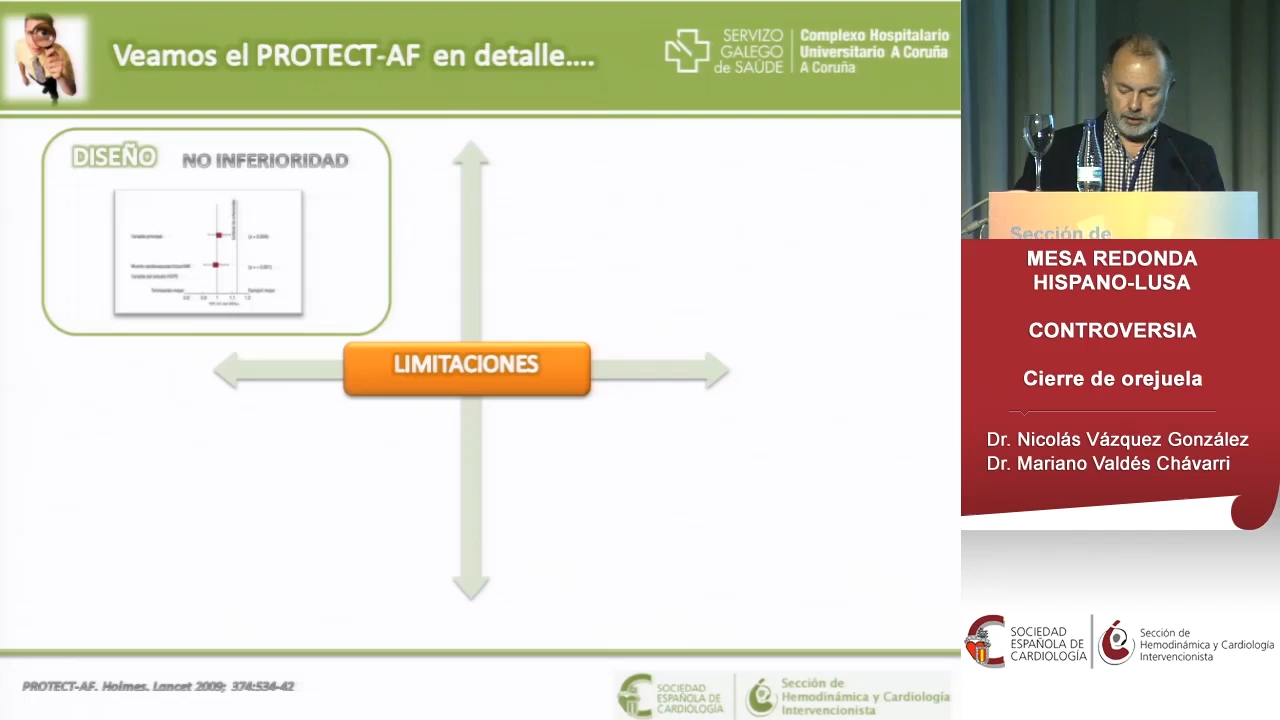 Veamos el PROTECT-AF en detalle....
SERVIZO
GALEGO
de SAÚDE
Complexo Hospitalario
Universitario A Coruña
A Coruña
DISEÑO
NO INFERIORIDAD
LIMITACIONES
PROTECT-AF. Holmes. Lancet 2009; 374:534-42
SOCIEDAD
ESPAÑOLA DE
CARDIOLOGÍA
Sección de
Hemodinámica y Cardiología
Intervencionista
Sección de
MESA REDONDA
HISPANO-LUSA
CONTROVERSIA
Cierre de orejuela
Dr. Nicolás Vázquez González
Dr. Mariano Valdés Chávarri
SOCIEDAD
ESPAÑOLA DE
CARDIOLOGÍA
Sección de
Hemodinámica y Cardiología
Intervencionista